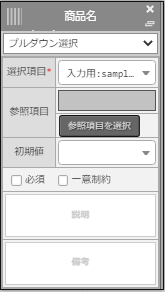 商品名
プルダウン選択
選択項目*
入力用:sampl…
参照項目
参照項目を選択
初期値
必須
一意制約
説明
備考